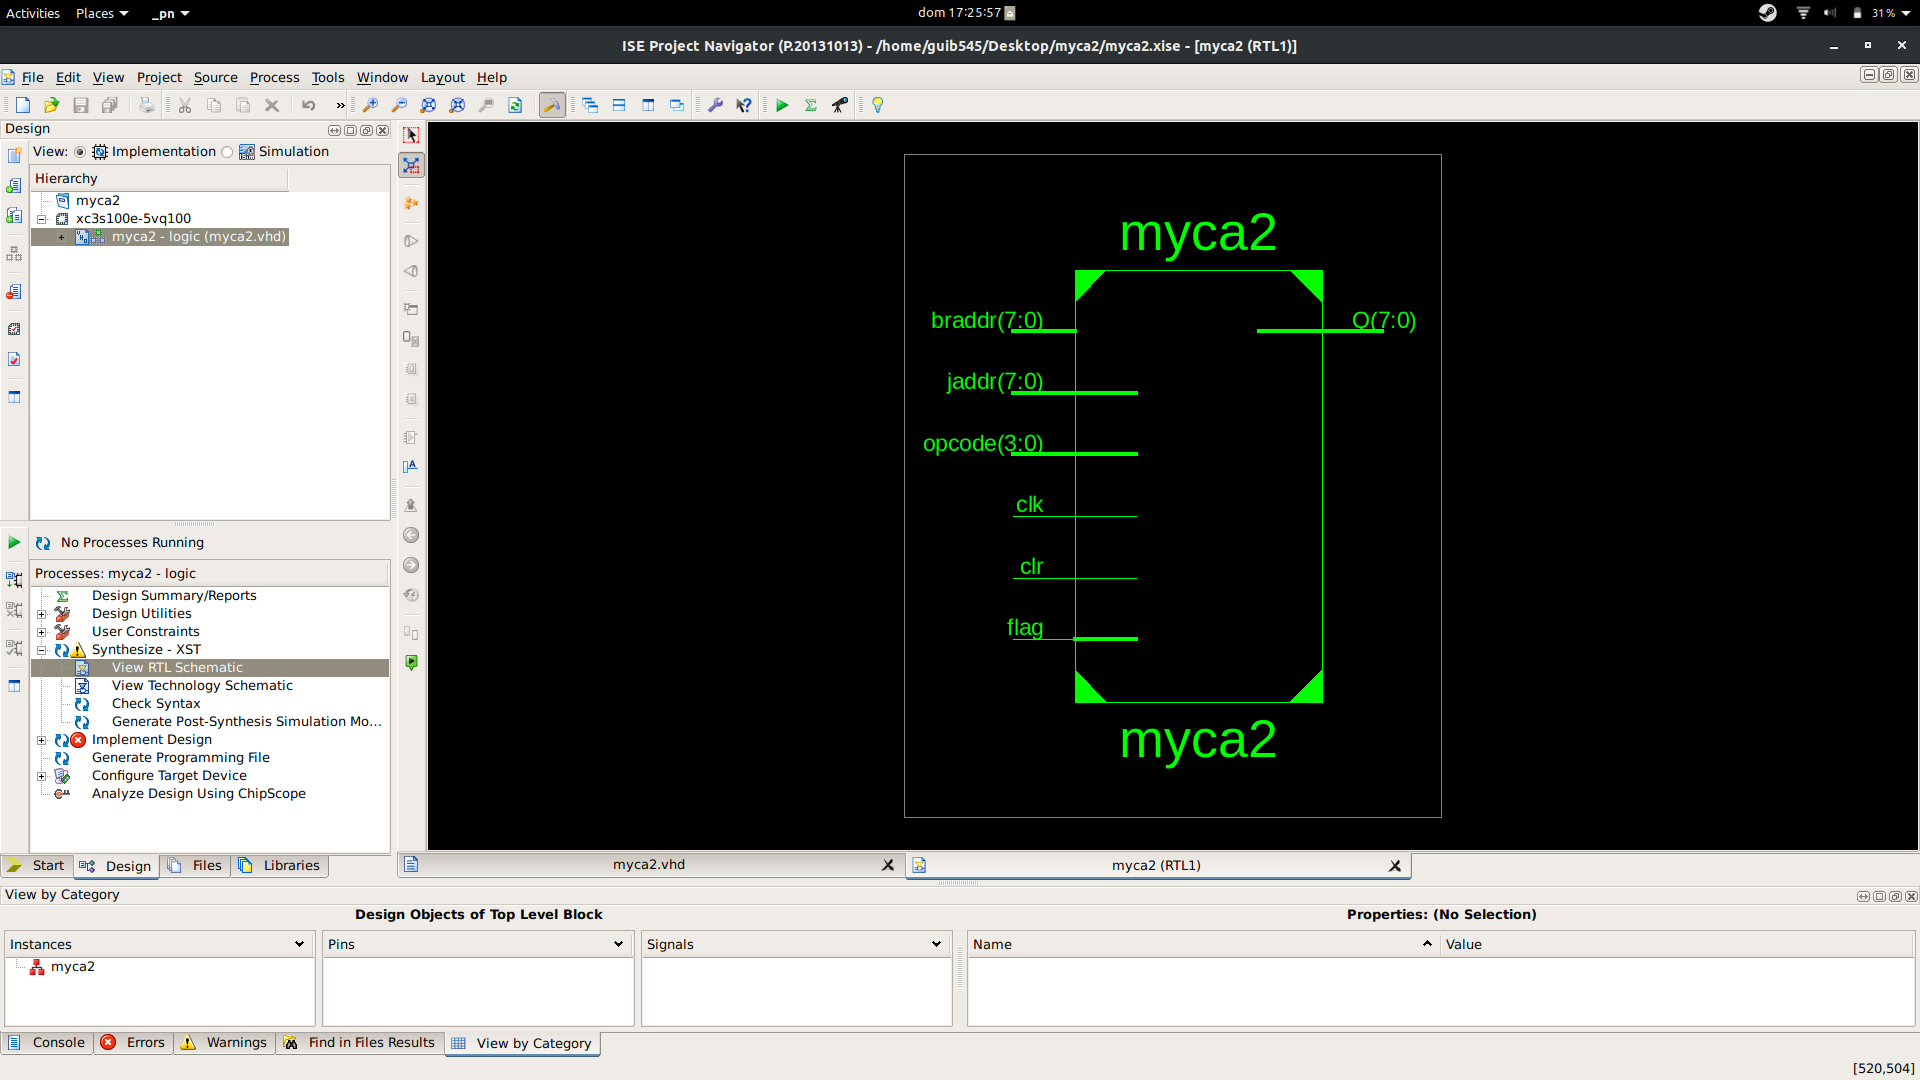 Activities Places _pn dom 17:25:57 31%
ISE Project Navigator (P.20131013) - /home/guib545/Desktop/myca2/myca2.xise - [myca2 (RTL1)]
File Edit View Project Source Process Tools Window Layout Help
Design
View: Implementation Simulation
Hierarchy
myca2
xc3s100e-5vq100
myca2 - logic (myca2.vhd)
No Processes Running
Processes: myca2 - logic
Design Summary/Reports
Design Utilities
User Constraints
Synthesize - XST
View RTL Schematic
View Technology Schematic
Check Syntax
Generate Post-Synthesis Simulation Mo...
Implement Design
Generate Programming File
Configure Target Device
Analyze Design Using ChipScope
Start Design Files Libraries
myca2
braddr(7:0)
Q(7:0)
jaddr(7:0)
opcode(3:0)
clk
clr
flag
myca2
myca2.vhd
myca2 (RTL1)
View by Category
Design Objects of Top Level Block
Properties: (No Selection)
Instances
Pins
Signals
Name
Value
myca2
Console Errors Warnings Find in Files Results View by Category
[520,504]